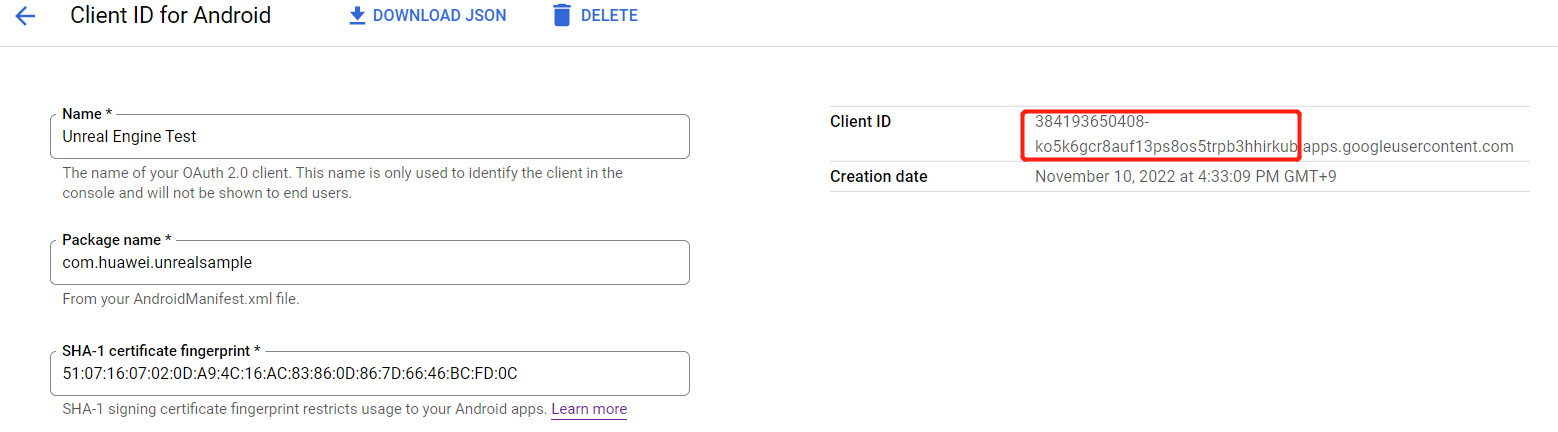 Client ID for Android
DOWNLOAD JSON
DELETE
Name *
Unreal Engine Test
The name of your OAuth 2.0 client. This name is only used to identify the client in the
console and will not be shown to end users.
Package name *
com.huawei.unrealsample
From your AndroidManifest.xml file.
SHA-1 certificate fingerprint *
51:07:16:07:02:0D:A9:4C:16:AC:83:86:0D:86:7D:66:46:BC:FD:0C
SHA-1 signing certificate fingerprint restricts usage to your Android apps. Learn more
Client ID
384193650408-
ko5k6gcr8auf13ps8os5trpb3hhirkub.apps.googleusercontent.com
Creation date
November 10, 2022 at 4:33:09 PM GMT+9